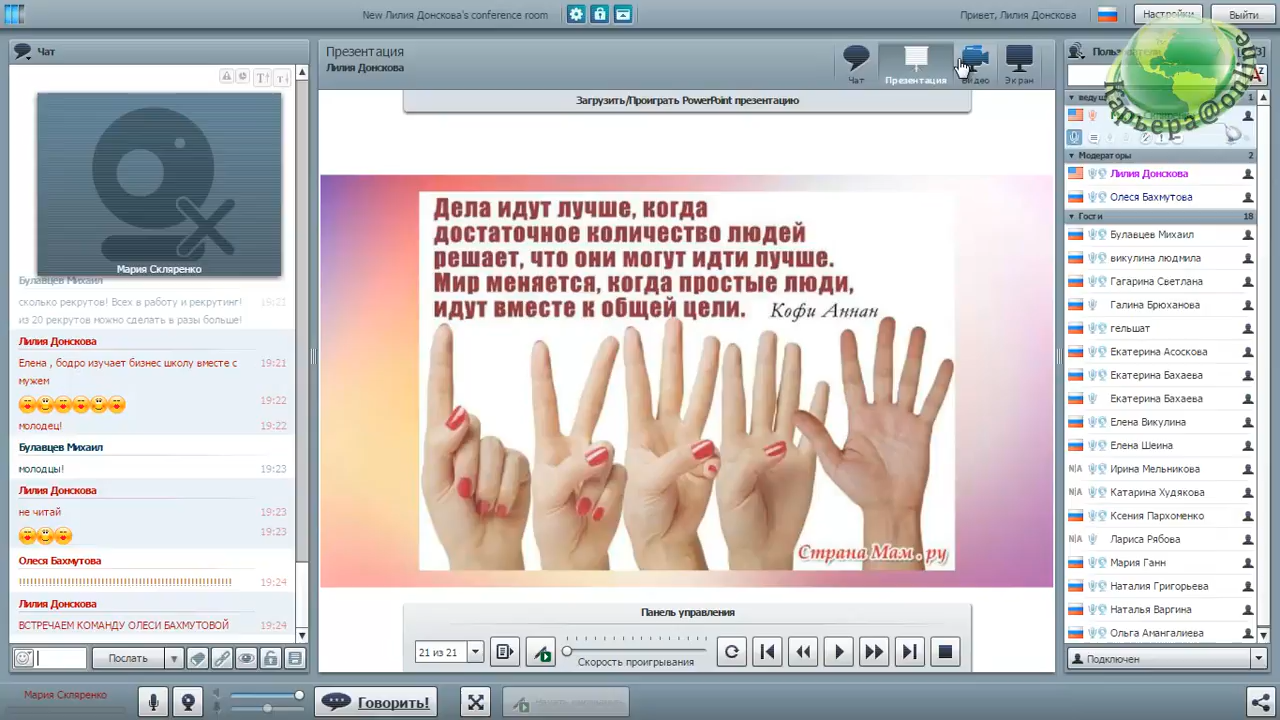 New Лилия Донскова's conference room
Привет, Лилия Донскова
Настройки
Выйти
Чат
Мария Скляренко
Булавцев Михаил
сколько рекрутов! Всех в работу и рекрутинг! 19:21
из 20 рекрутов можно сделать в разы больше!
Лилия Донскова
Елена , бодро изучает бизнес школу вместе с 19:21
мужем
19:22
молодец! 19:22
Булавцев Михаил
молодцы! 19:23
Лилия Донскова
не читай 19:23
19:23
Олеся Бахмутова
!!!!!!!!!!!!!!!!!!!!!!!!!!!!!!!!!!!!!!!!!!!!!!!!!!!! 19:24
Лилия Донскова
ВСТРЕЧАЕМ КОМАНДУ ОЛЕСИ БАХМУТОВОЙ 19:24
Послать
Презентация
Лилия Донскова
Чат
Презентация
Видео
Экран
Загрузить/Проиграть PowerPoint презентацию
Дела идут лучше, когда
достаточное количество людей
решает, что они могут идти лучше.
Мир меняется, когда простые люди,
идут вместе к общей цели. Кофи Аннан
Страна Мам . ру
Панель управления
21 из 21
Скорость проигрывания
карьера@online
Модераторы 2
Лилия Донскова
Олеся Бахмутова
Гости 18
Булавцев Михаил
викулина людмила
Гагарина Светлана
Галина Брюханова
гельшат
Екатерина Асоскова
Екатерина Бахаева
Екатерина Бахаева
Елена Викулина
Елена Шеина
N/A Ирина Мельникова
N/A Катарина Худякова
Ксения Пархоменко
N/A Лариса Рябова
Мария Ганн
Наталия Григорьева
Наталья Варгина
Ольга Амангалиева
Подключен
Мария Скляренко
Говорить!